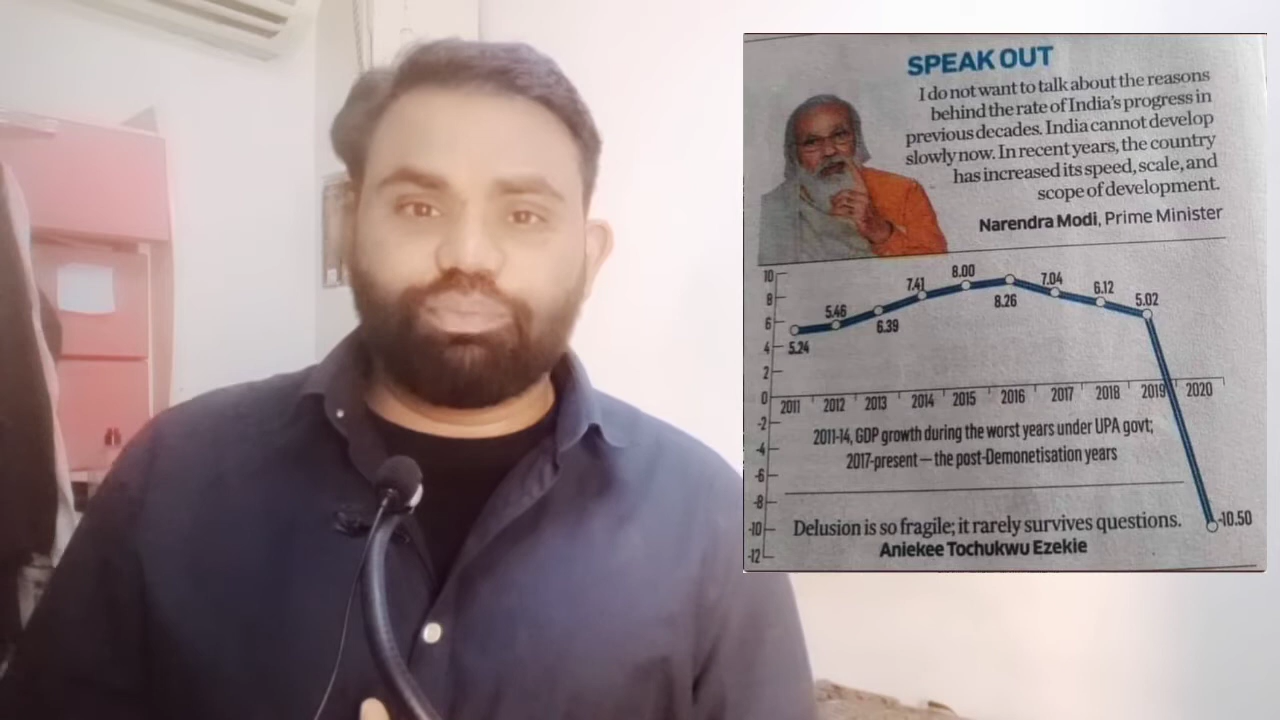 SPEAK OUT
I do not want to talk about the reasons
behind the rate of India's progress in
previous decades. India cannot develop
slowly now. In recent years, the country
has increased its speed, scale, and
scope of development.
Narendra Modi, Prime Minister
10
8
6
4
2
0
-2
-4
-6
-8
-10
-12
5.24
5.46
6.39
7.41
8.00
8.26
7.04
6.12
5.02
-10.50
2011 2012 2013 2014 2015 2016 2017 2018 2019 2020
2011-14, GDP growth during the worst years under UPA govt;
2017-present — the post-Demonetisation years
Delusion is so fragile; it rarely survives questions.
Aniekee Tochukwu Ezekie